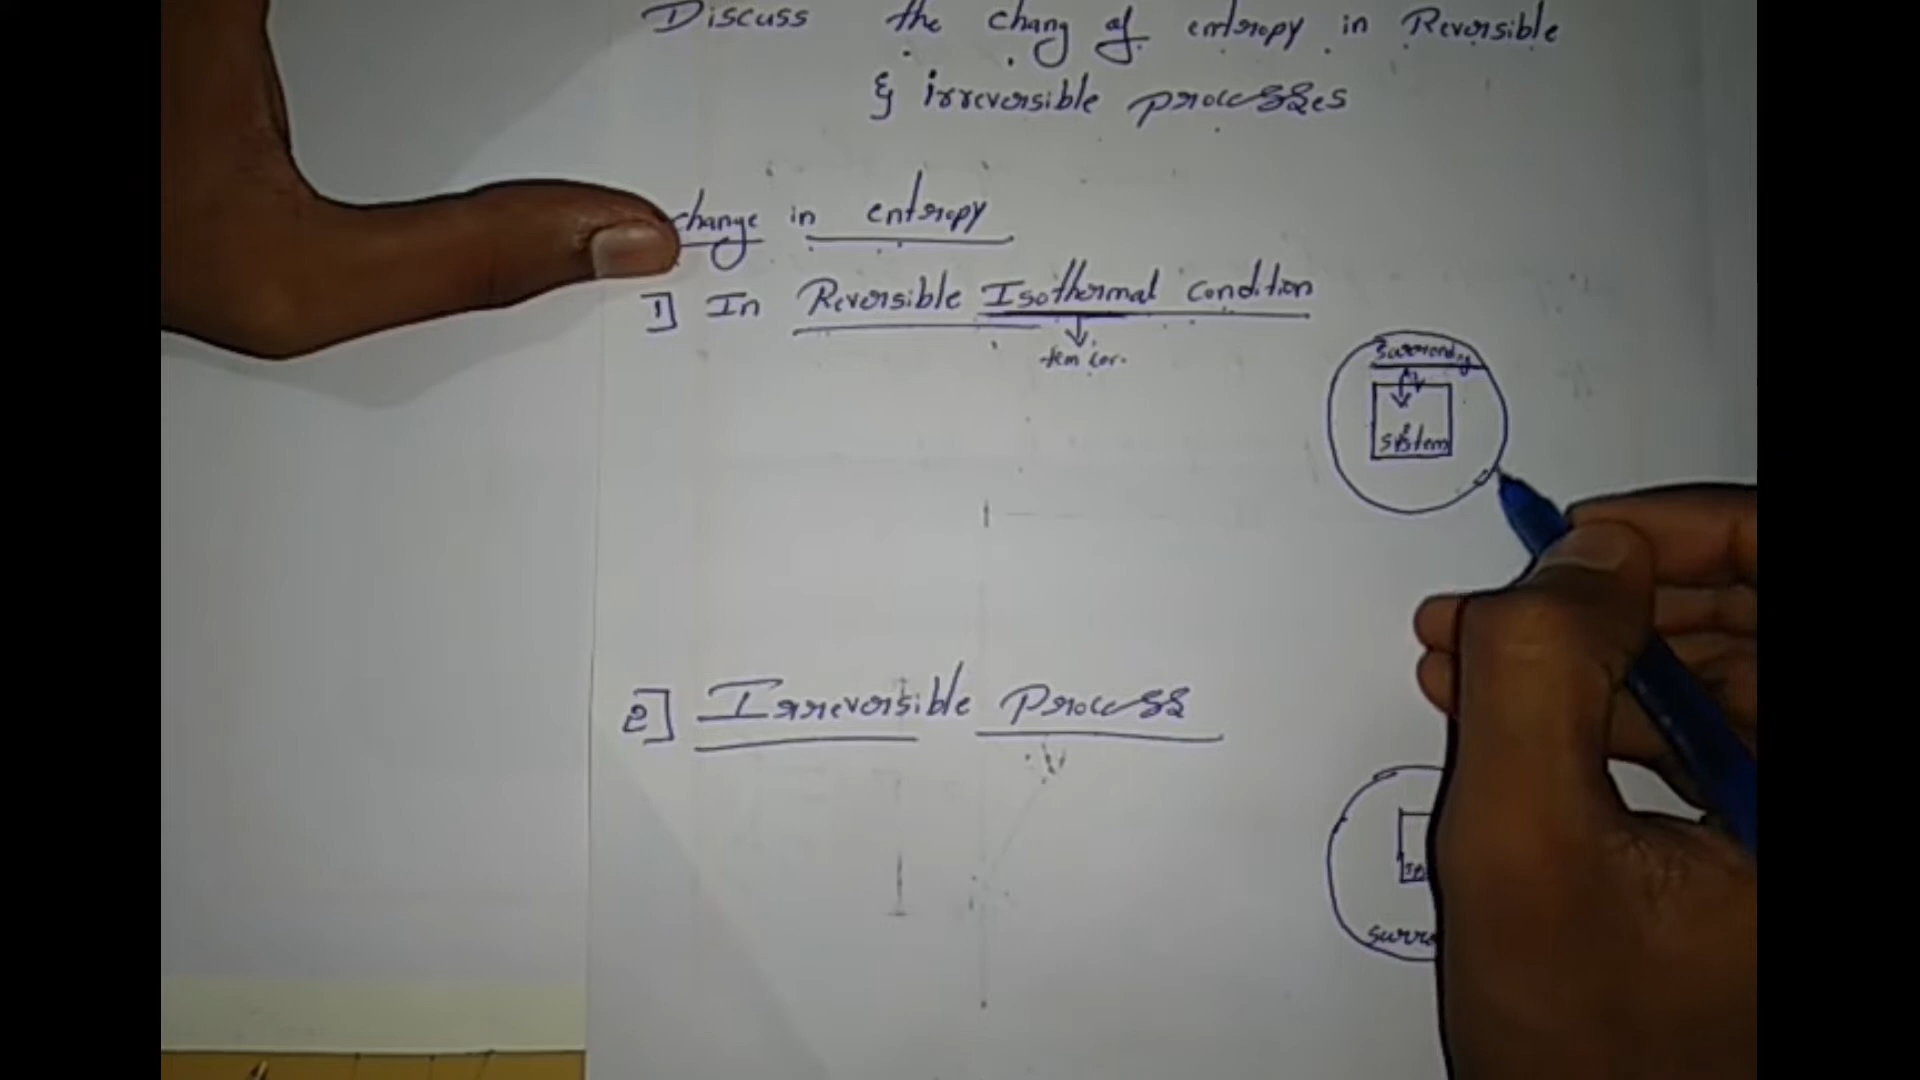 Discuss the chang of entropy in Reversible
& irreversible processes
change in entropy
1] In Reversible Isothermal condition
system
2] Irreversible Process